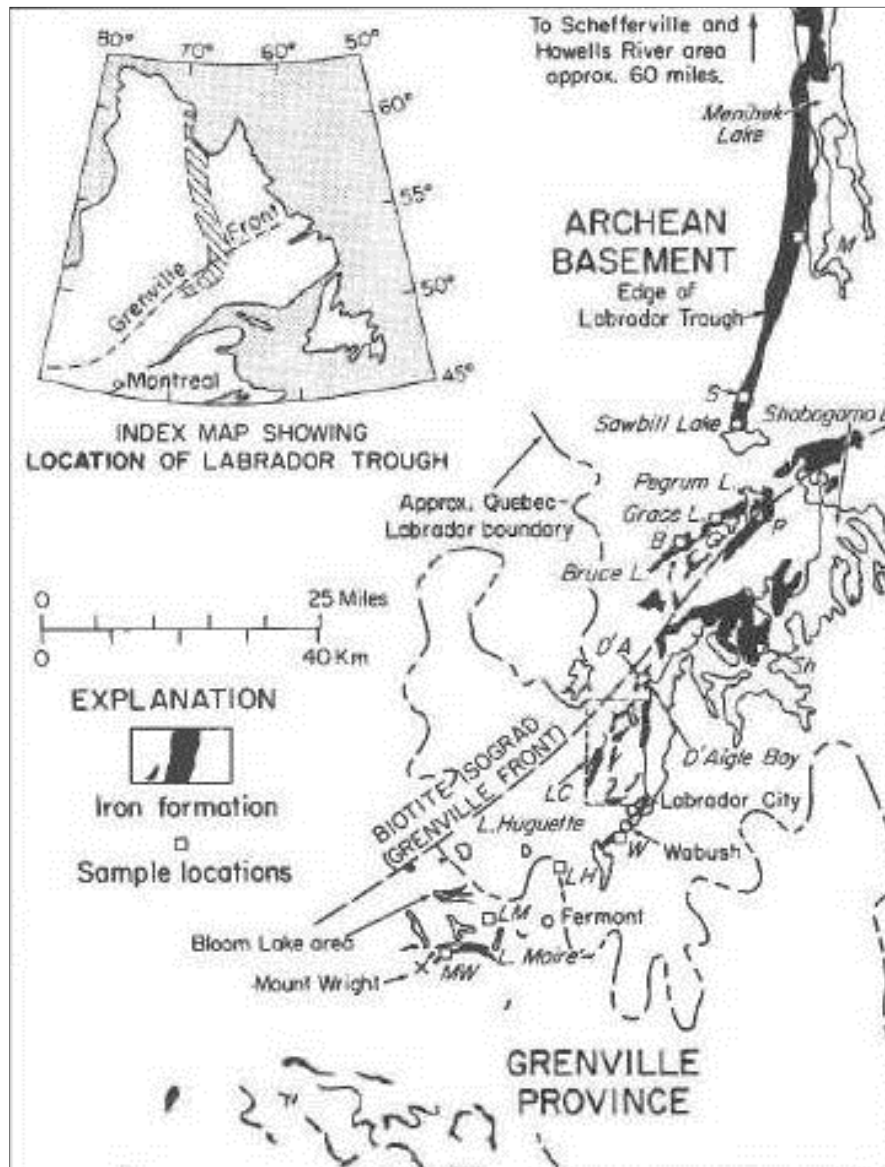 80°
70°
60°
50°
60°
55°
50°
45°
Grenville
Front
Montreal
INDEX MAP SHOWING
LOCATION OF LABRADOR TROUGH
To Schefferville and
Howells River area
approx. 60 miles.
Menihek
Lake
M
ARCHEAN
BASEMENT
Edge of
Labrador Trough
S
Sawbill Lake
Shabogamo L
Approx. Quebec-
Labrador boundary
Pegrum L.
Grace L.
P
B
Bruce L.
0
25 Miles
0
40 Km
D'A
Sh
EXPLANATION
Iron formation
Sample locations
BIOTITE ISOGRAD
(GRENVILLE FRONT)
D'Aigle Bay
LC
Labrador City
L. Huguette
W
Wabush
D
D
LH
LM
Fermont
Bloom Lake area
L. Moiré
MW
Mount Wright
GRENVILLE
PROVINCE